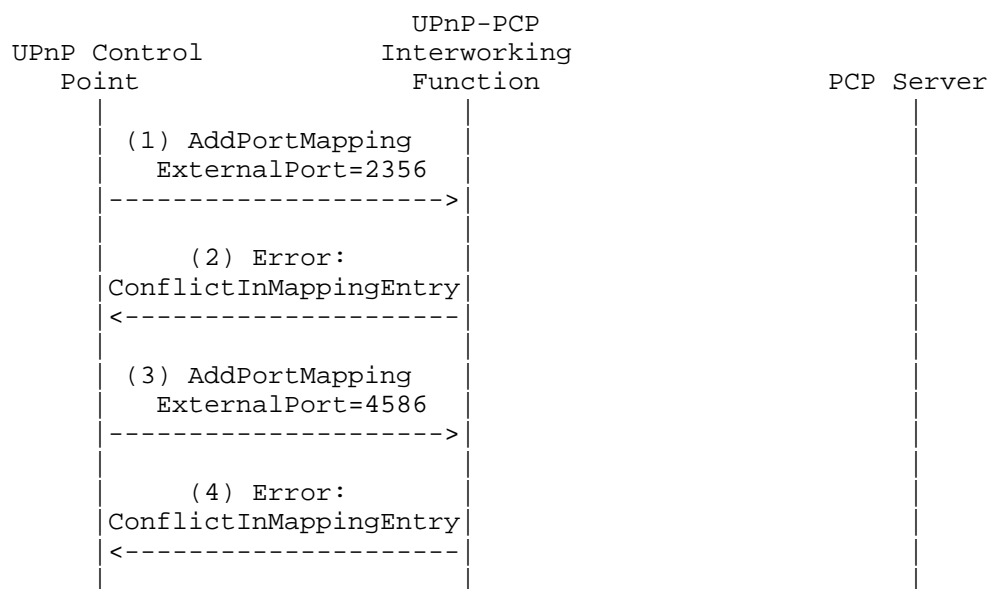 UPnP-PCP
UPnP Control Interworking
Point Function PCP Server
(1) AddPortMapping
ExternalPort=2356
(2) Error:
ConflictInMappingEntry
(3) AddPortMapping
ExternalPort=4586
(4) Error:
ConflictInMappingEntry